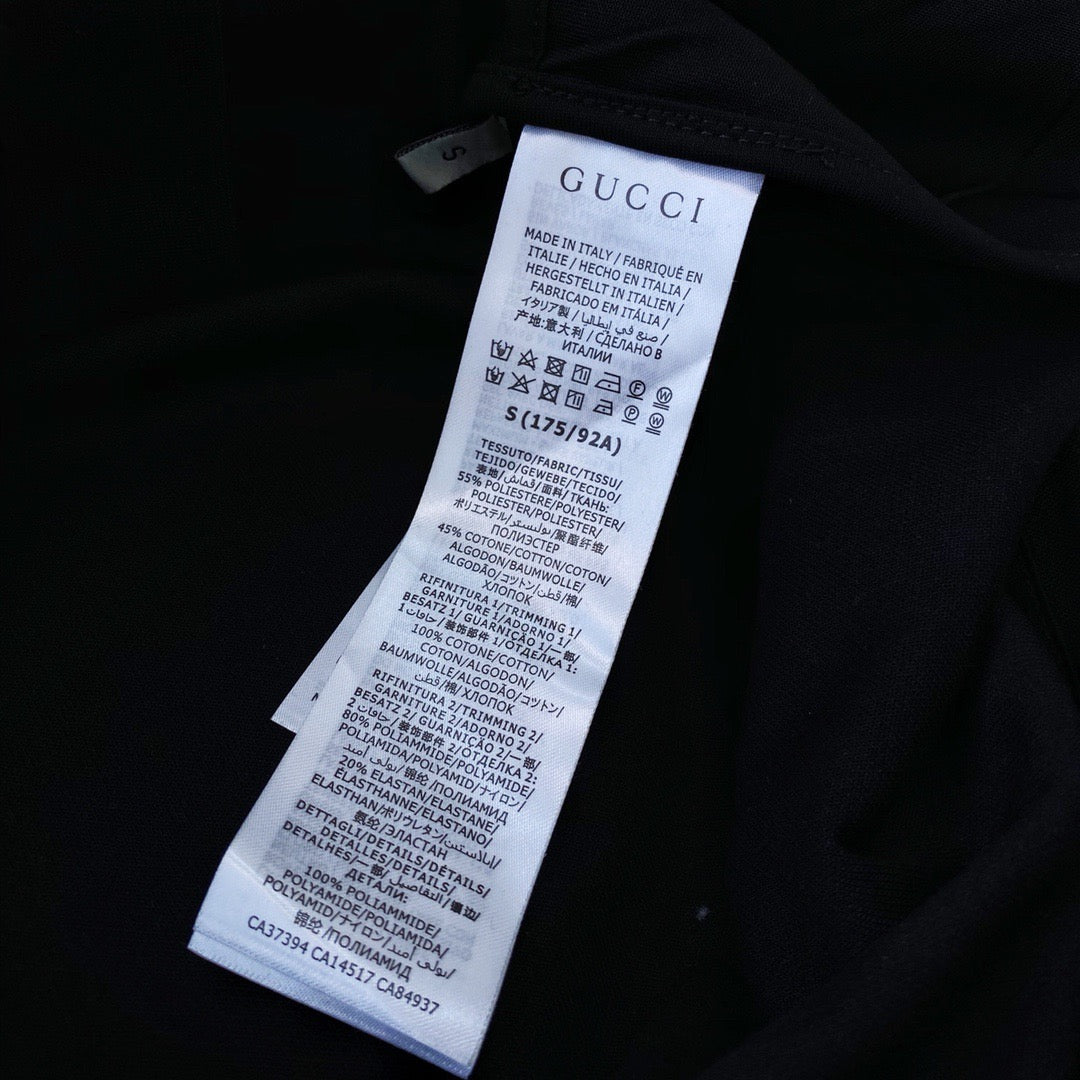 S
GUCCI
MADE IN ITALY / FABRIQUÉ EN
ITALIE / HECHO EN ITALIA /
HERGESTELLT IN ITALIEN /
FABRICADO EM ITÁLIA /
イタリア製 / صنع في إيطاليا /
产地:意大利 / СДЕЛАНО В
ИТАЛИИ
F W
P W
S (175/92A)
TESSUTO/FABRIC/TISSU/
TEJIDO/GEWEBE/TECIDO/
表地/قماش/面料/ТКАНЬ:
55% POLIESTERE/POLYESTER/
POLIESTER/POLIESTER/
ポリエステル/بوليستر/聚酯纤维/
ПОЛИЭСТЕР
45% COTONE/COTTON/COTON/
ALGODON/BAUMWOLLE/
ALGODÃO/コットン/قطن/棉/
ХЛОПОК
RIFINITURA 1/TRIMMING 1/
GARNITURE 1/ADORNO 1/
BESATZ 1/ GUARNIÇÃO 1/一部/
1 حافات/装饰部件 1/ОТДЕЛКА 1:
100% COTONE/COTTON/
COTON/ALGODON/
BAUMWOLLE/ALGODÃO/コットン/
قطن/棉/ХЛОПОК
RIFINITURA 2/TRIMMING 2/
GARNITURE 2/ADORNO 2/
BESATZ 2/ GUARNIÇÃO 2/一部/
2 حافات/装饰部件 2/ОТДЕЛКА 2:
80% POLIAMMIDE/POLYAMIDE/
POLIAMIDA/POLYAMID/ナイロン/
بولي أميد/锦纶/ПОЛИАМИД
20% ELASTAN/ELASTANE/
ÉLASTHANNE/ELASTANO/
ELASTHAN/ポリウレタン/إيلاستين/
氨纶/ЭЛАСТАН
DETTAGLI/DETAILS/DÉTAILS/
DETALLES/DETAILS/
DETALHES/一部/التفاصيل/镶边/
ДЕТАЛИ:
100% POLIAMMIDE/
POLYAMIDE/POLIAMIDA/
POLYAMID/ナイロン/بولي أميد/
锦纶/ПОЛИАМИД
CA37394 CA14517 CA84937